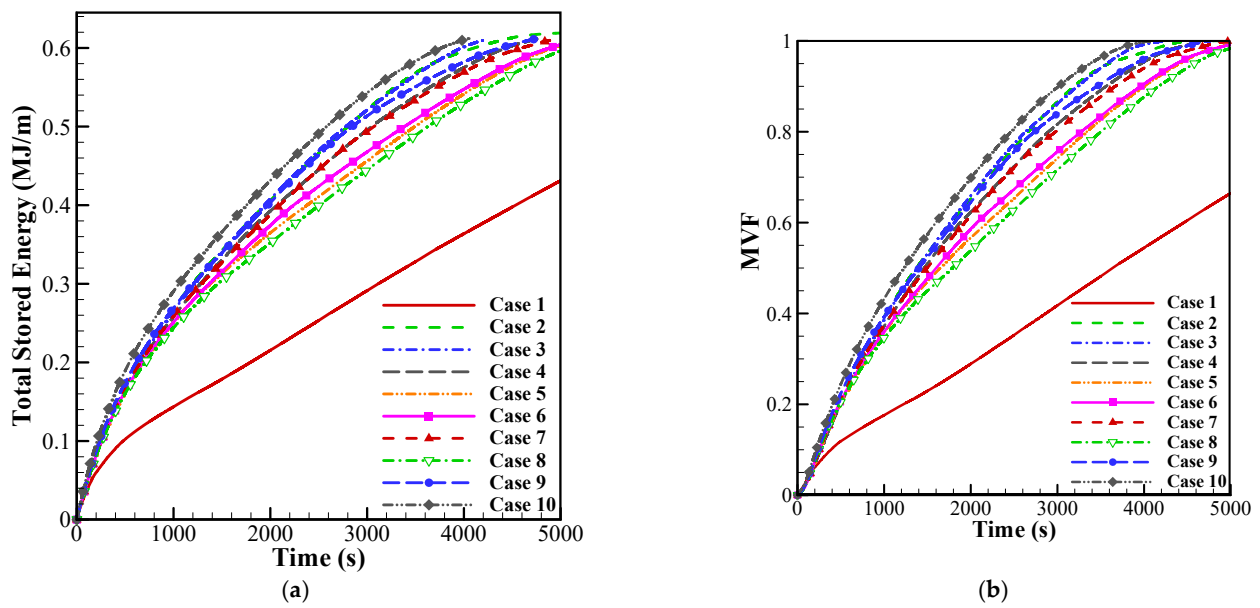 Total Stored Energy (MJ/m)
0.6
0.5
0.4
0.3
0.2
0.1
0
Case 1
Case 2
Case 3
Case 4
Case 5
Case 6
Case 7
Case 8
Case 9
Case 10
0 1000 2000 3000 4000 5000
Time (s)
(a)
MVF
1
0.8
0.6
0.4
0.2
0
Case 1
Case 2
Case 3
Case 4
Case 5
Case 6
Case 7
Case 8
Case 9
Case 10
0 1000 2000 3000 4000 5000
Time (s)
(b)